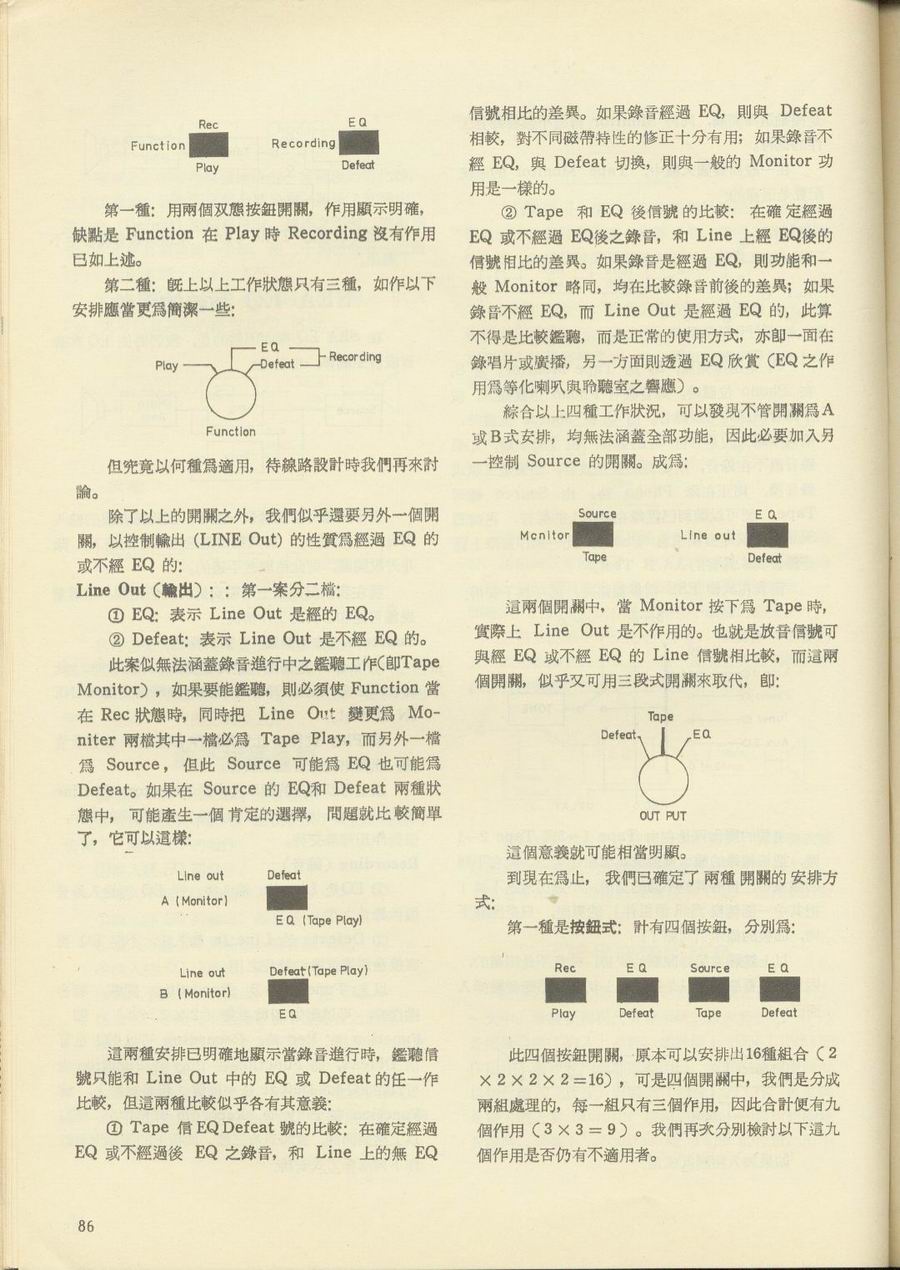 Rec
EQ
Function
Recording
Play
Defeat
第一種：用兩個双態按鈕開關，作用顯示明確，
缺點是 Function 在 Play 時 Recording 沒有作用
已如上述。
第二種：旣上以上工作狀態只有三種，如作以下
安排應當更爲簡潔一些：
EQ
Play
Defeat
Recording
Function
但究竟以何種爲適用，待線路設計時我們再來討
論。
除了以上的開關之外，我們似乎還要另外一個開
關，以控制輸出 (LINE Out) 的性質爲經過 EQ 的
或不經 EQ 的：
Line Out（輸出）：：第一案分二檔：
① EQ：表示 Line Out 是經的 EQ。
② Defeat：表示 Line Out 是不經 EQ 的。
此案似無法涵蓋錄音進行中之鑑聽工作(卽Tape
Monitor)，如果要能鑑聽，則必須使 Function 當
在 Rec 狀態時，同時把 Line Out 變更爲 Mo-
niter 兩檔其中一檔必爲 Tape Play，而另外一檔
爲 Source，但此 Source 可能爲 EQ 也可能爲
Defeat。如果在 Source 的 EQ和 Defeat 兩種狀
態中，可能產生一個肯定的選擇，問題就比較簡單
了，它可以這樣：
Line out
Defeat
A (Monitor)
EQ (Tape Play)
Line out
Defeat (Tape Play)
B (Monitor)
EQ
這兩種安排已明確地顯示當錄音進行時，鑑聽信
號只能和 Line Out 中的 EQ 或 Defeat 的任一作
比較，但這兩種比較似乎各有其意義：
① Tape 信 EQ Defeat 號的比較：在確定經過
EQ 或不經過後 EQ 之錄音，和 Line 上的無 EQ
信號相比的差異。如果錄音經過 EQ，則與 Defeat
相較，對不同磁帶特性的修正十分有用；如果錄音不
經 EQ，與 Defeat 切換，則與一般的 Monitor 功
用是一樣的。
② Tape 和 EQ 後信號的比較：在確定經過
EQ 或不經過 EQ後之錄音，和 Line 上經 EQ後的
信號相比的差異。如果錄音是經過 EQ，則功能和一
般 Monitor 略同，均在比較錄音前後的差異；如果
錄音不經 EQ，而 Line Out 是經過 EQ 的，此算
不得是比較鑑聽，而是正常的使用方式，亦卽一面在
錄唱片或廣播，另一方面則透過 EQ 欣賞（EQ 之作
用爲等化喇叭與聆聽室之響應）。
綜合以上四種工作狀況，可以發現不管開關爲A
或B式安排，均無法涵蓋全部功能，因此必要加入另
一控制 Source 的開關。成爲：
Source
EQ
Monitor
Line out
Tape
Defeat
這兩個開關中，當 Monitor 按下爲 Tape 時，
實際上 Line Out 是不作用的。也就是放音信號可
與經 EQ 或不經 EQ 的 Line 信號相比較，而這兩
個開關，似乎又可用三段式開關來取代，卽：
Tape
Defeat
EQ
OUT PUT
這個意義就可能相當明顯。
到現在爲止，我們已確定了兩種開關的安排方
式：
第一種是按鈕式：計有四個按鈕，分別爲：
Rec
EQ
Source
EQ
Play
Defeat
Tape
Defeat
此四個按鈕開關，原本可以安排出16種組合（2
×2×2×2＝16），可是四個開關中，我們是分成
兩組處理的，每一組只有三個作用，因此合計便有九
個作用（3×3＝9）。我們再次分別檢討以下這九
個作用是否仍有不適用者。
86